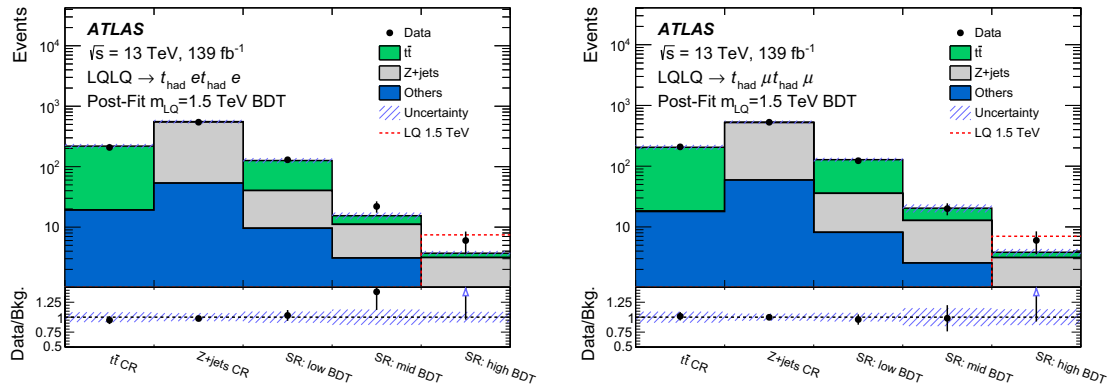 Events
10⁴
10³
10²
10
ATLAS
√s = 13 TeV, 139 fb⁻¹
LQLQ → t_had et_had e
Post-Fit m_LQ=1.5 TeV BDT
Data
tt̄
Z+jets
Others
Uncertainty
LQ 1.5 TeV
Data/Bkg.
1.25
1
0.75
0.5
tt̄ CR
Z+jets CR
SR: low BDT
SR: mid BDT
SR: high BDT
Events
10⁴
10³
10²
10
ATLAS
√s = 13 TeV, 139 fb⁻¹
LQLQ → t_had μt_had μ
Post-Fit m_LQ=1.5 TeV BDT
Data
tt̄
Z+jets
Others
Uncertainty
LQ 1.5 TeV
Data/Bkg.
1.25
1
0.75
0.5
tt̄ CR
Z+jets CR
SR: low BDT
SR: mid BDT
SR: high BDT